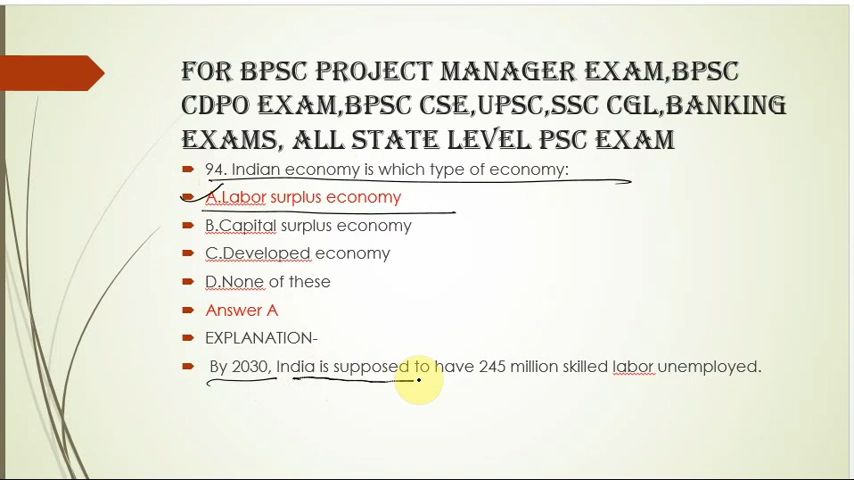 FOR BPSC PROJECT MANAGER EXAM,BPSC
CDPO EXAM,BPSC CSE,UPSC,SSC CGL,BANKING
EXAMS, ALL STATE LEVEL PSC EXAM
94. Indian economy is which type of economy:
A.Labor surplus economy
B.Capital surplus economy
C.Developed economy
D.None of these
Answer A
EXPLANATION-
By 2030, India is supposed to have 245 million skilled labor unemployed.